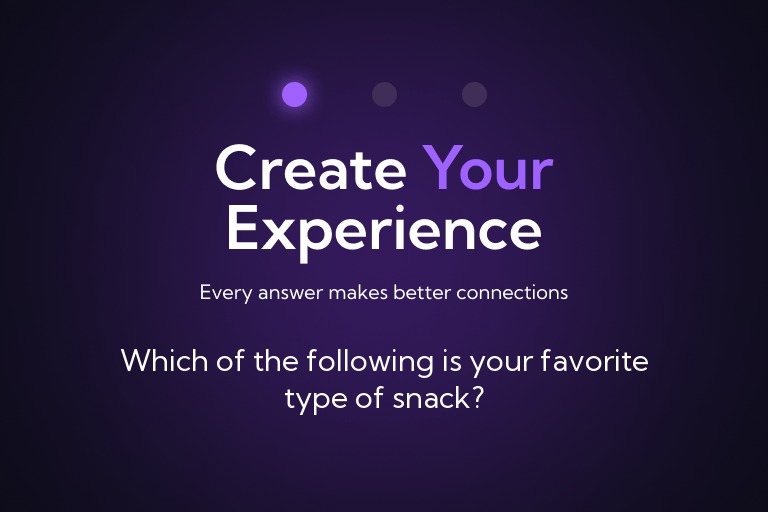 Create Your
Experience
Every answer makes better connections
Which of the following is your favorite
type of snack?